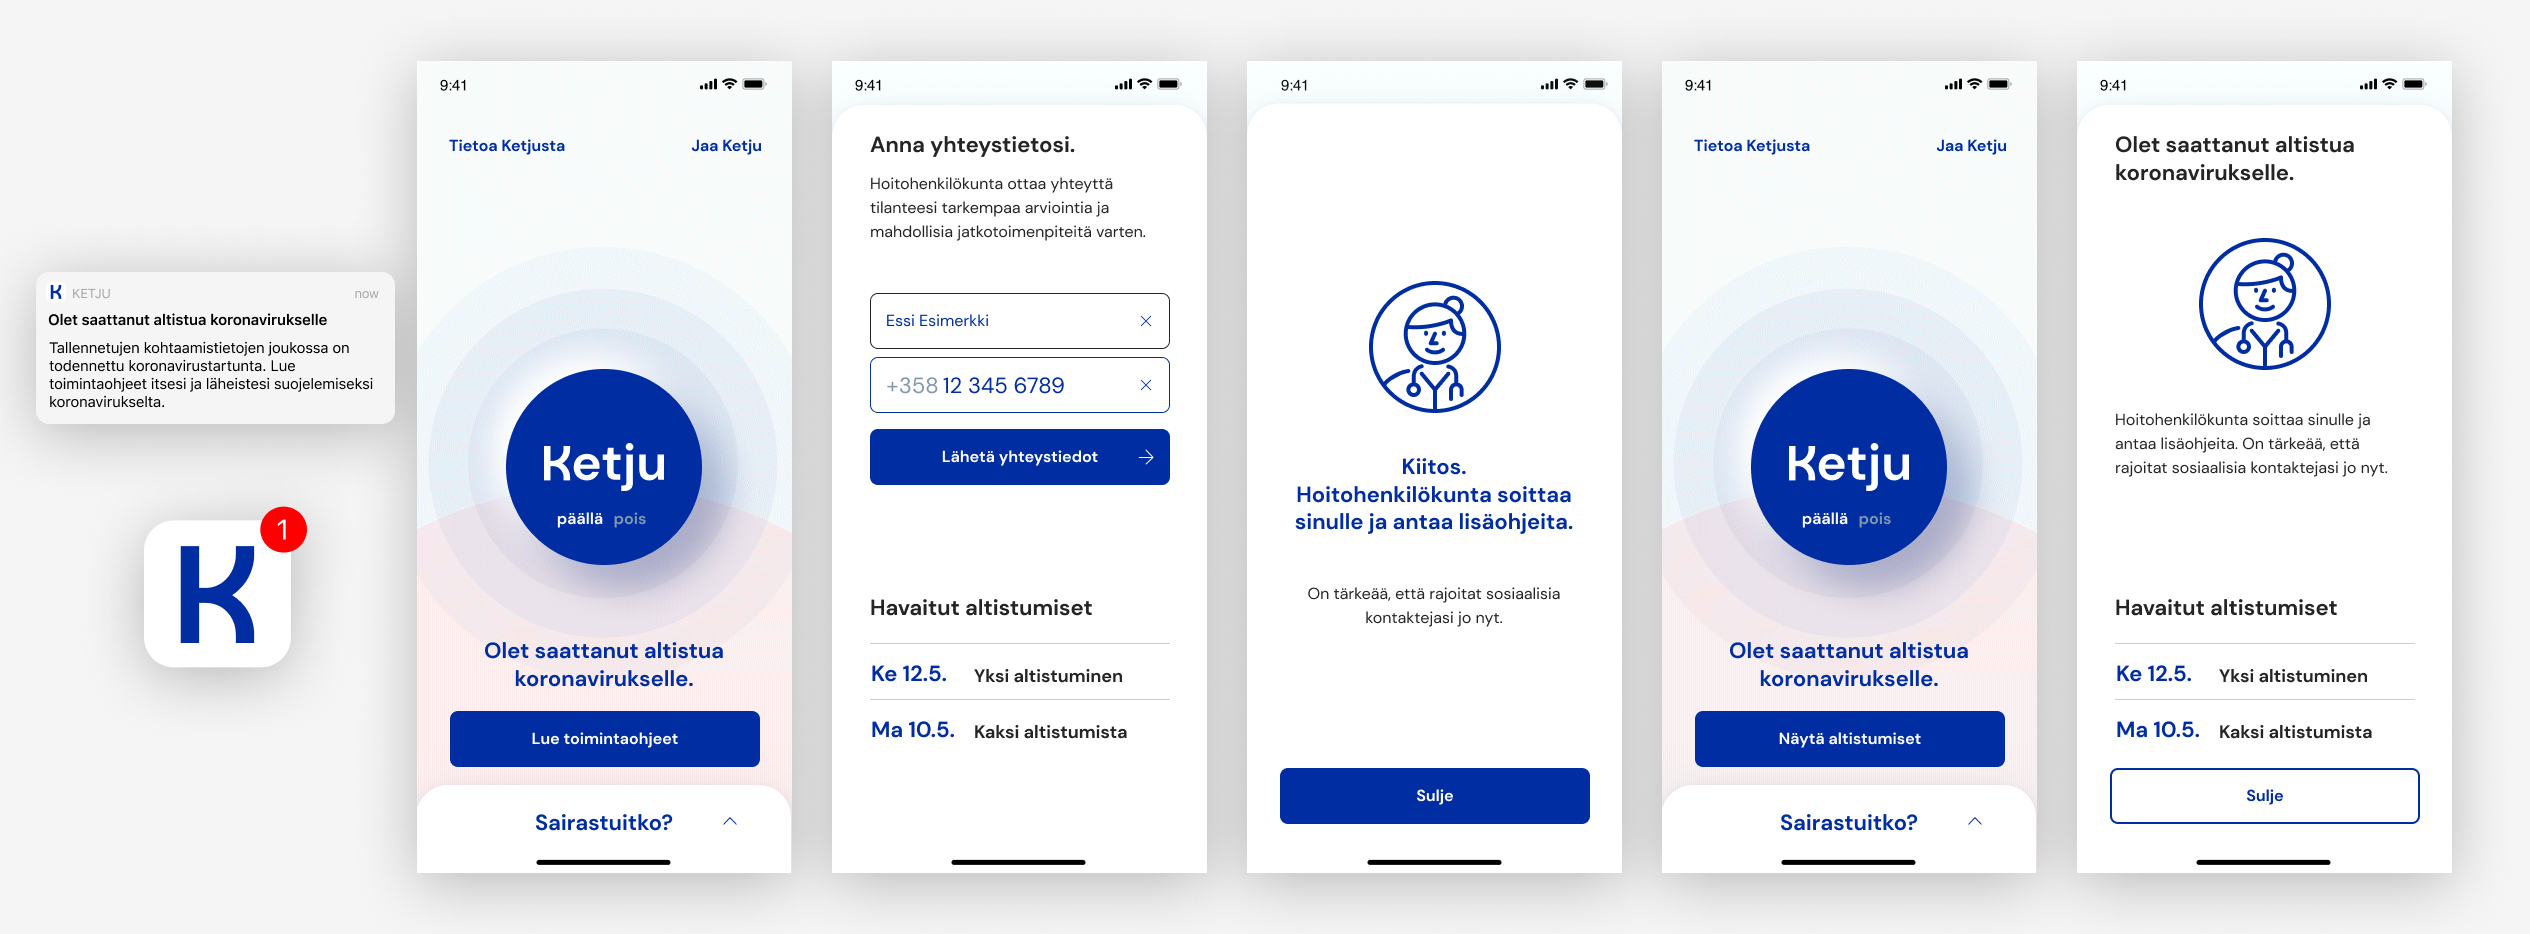 KETJU
now
Olet saattanut altistua koronavirukselle
Tallennetujen kohtaamistietojen joukossa on
todennettu koronavirustartunta. Lue
toimintaohjeet itsesi ja läheistesi suojelemiseksi
koronavirukselta.
1
9:41
Tietoa Ketjusta
Jaa Ketju
Ketju
päällä pois
Olet saattanut altistua
koronavirukselle.
Lue toimintaohjeet
Sairastuitko?
9:41
Anna yhteystietosi.
Hoitohenkilökunta ottaa yhteyttä
tilanteesi tarkempaa arviointia ja
mahdollisia jatkotoimenpiteitä varten.
Essi Esimerkki
+358 12 345 6789
Lähetä yhteystiedot
Havaitut altistumiset
Ke 12.5. Yksi altistuminen
Ma 10.5. Kaksi altistumista
9:41
Kiitos.
Hoitohenkilökunta soittaa
sinulle ja antaa lisäohjeita.
On tärkeää, että rajoitat sosiaalisia
kontaktejasi jo nyt.
Sulje
9:41
Tietoa Ketjusta
Jaa Ketju
Ketju
päällä pois
Olet saattanut altistua
koronavirukselle.
Näytä altistumiset
Sairastuitko?
9:41
Olet saattanut altistua
koronavirukselle.
Hoitohenkilökunta soittaa sinulle ja
antaa lisäohjeita. On tärkeää, että
rajoitat sosiaalisia kontaktejasi jo nyt.
Havaitut altistumiset
Ke 12.5. Yksi altistuminen
Ma 10.5. Kaksi altistumista
Sulje